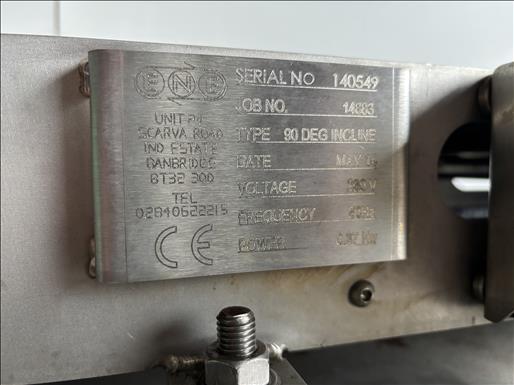 ENE
UNIT
SCARVA ROAD
IND ESTATE
BANBRIDGE
BT32 3QD
TEL
02840622215
CE
SERIAL NO 140549
JOB NO. 14883
TYPE 90 DEG INCLINE
DATE MAY
VOLTAGE V
FREQUENCY
POWER